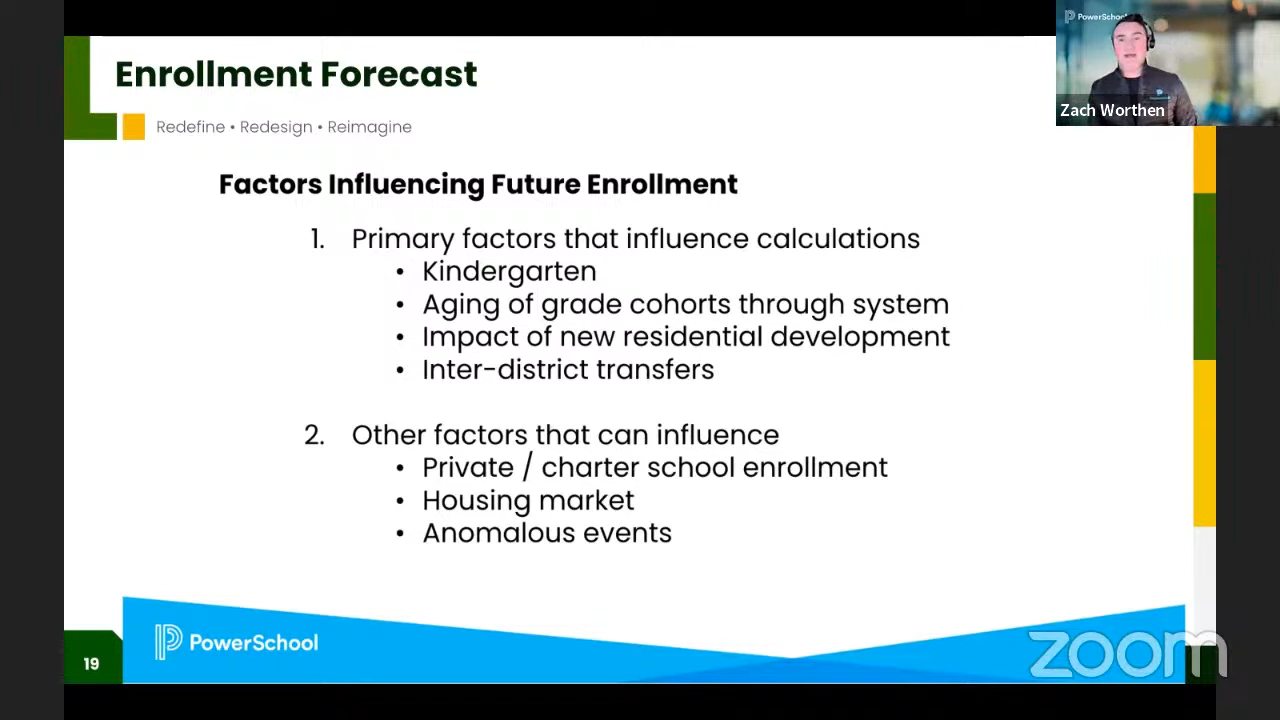 Enrollment Forecast
Redefine • Redesign • Reimagine
Factors Influencing Future Enrollment
1. Primary factors that influence calculations
• Kindergarten
• Aging of grade cohorts through system
• Impact of new residential development
• Inter-district transfers
2. Other factors that can influence
• Private / charter school enrollment
• Housing market
• Anomalous events
PowerSchool
19
PowerSchool
Zach Worthen
zoom